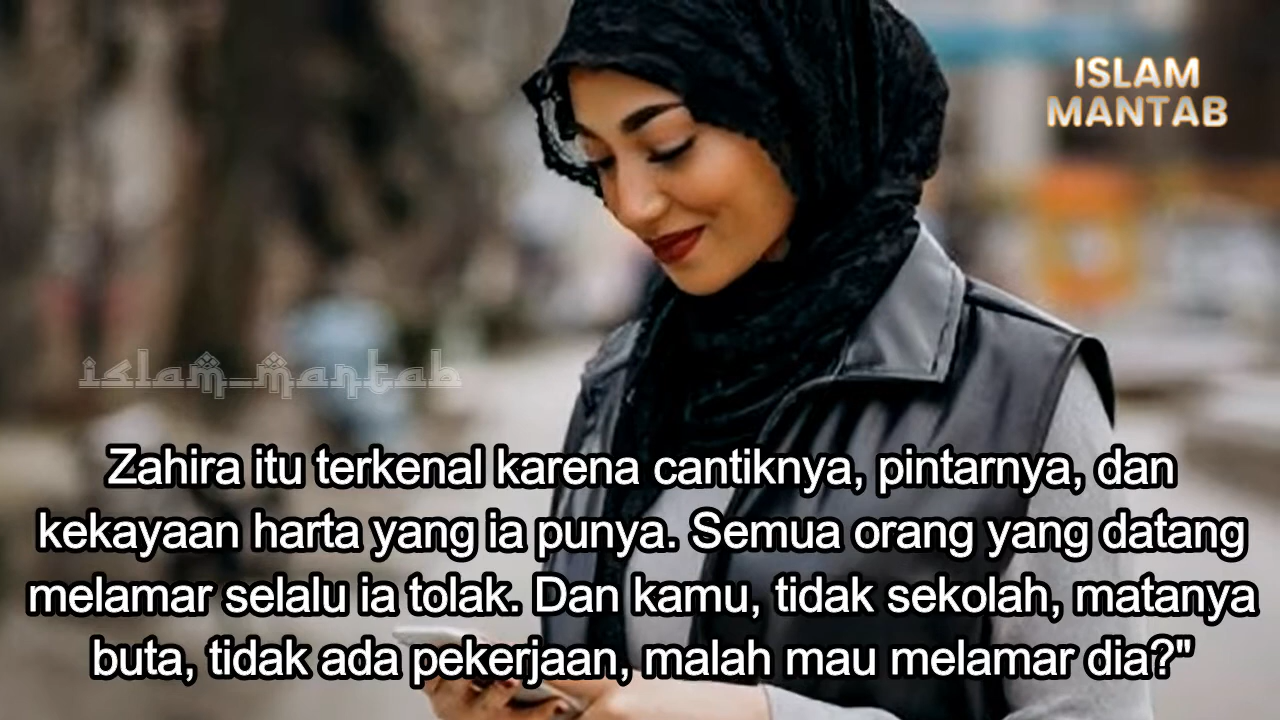 ISLAM
MANTAB
islam_mantab
Zahira itu terkenal karena cantiknya, pintarnya, dan
kekayaan harta yang ia punya. Semua orang yang datang
melamar selalu ia tolak. Dan kamu, tidak sekolah, matanya
buta, tidak ada pekerjaan, malah mau melamar dia?"